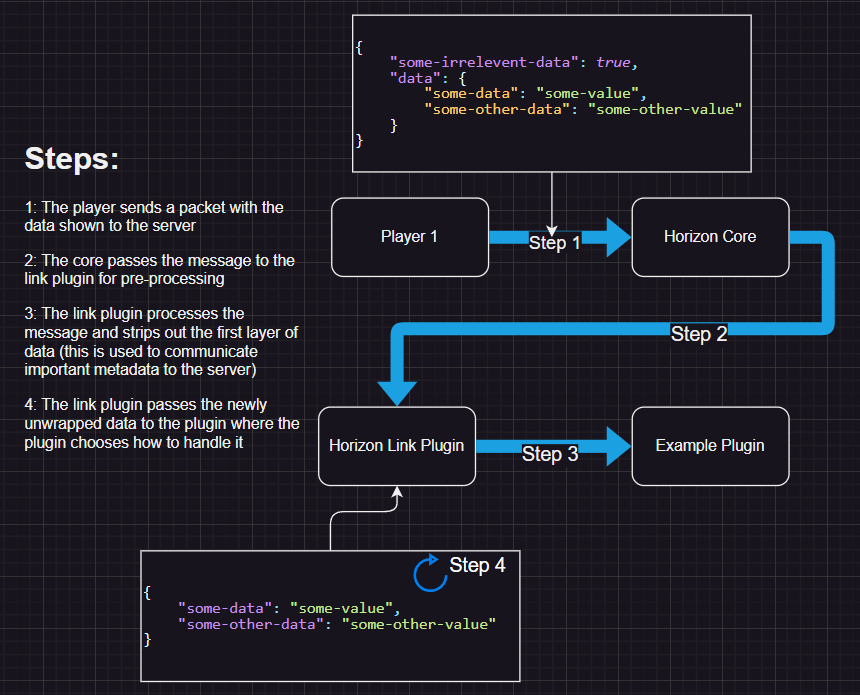 {
    "some-irrelevent-data": true,
    "data": {
        "some-data": "some-value",
        "some-other-data": "some-other-value"
    }
}
Steps:
1: The player sends a packet with the
data shown to the server
2: The core passes the message to the
link plugin for pre-processing
3: The link plugin processes the
message and strips out the first layer of
data (this is used to communicate
important metadata to the server)
4: The link plugin passes the newly
unwrapped data to the plugin where the
plugin chooses how to handle it
Player 1
Step 1
Horizon Core
Step 2
Horizon Link Plugin
Step 3
Example Plugin
Step 4
{
    "some-data": "some-value",
    "some-other-data": "some-other-value"
}